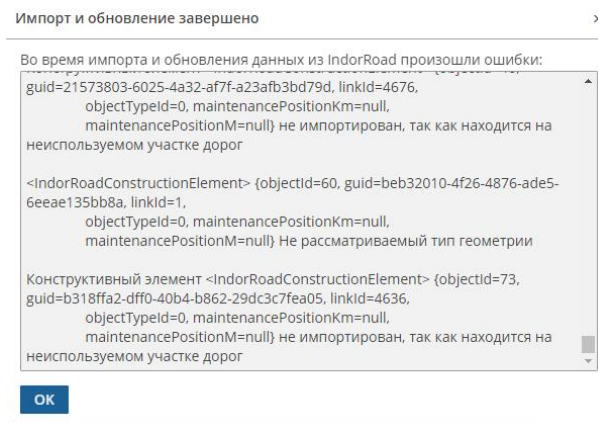 Импорт и обновление завершено
Во время импорта и обновления данных из IndorRoad произошли ошибки:
guid=21573803-6025-4a32-af7f-a23afb3bd79d, linkId=4676,
objectTypeId=0, maintenancePositionKm=null,
maintenancePositionM=null} не импортирован, так как находится на
неиспользуемом участке дорог
<IndorRoadConstructionElement> {objectId=60, guid=beb32010-4f26-4876-ade5-
6eeae135bb8a, linkId=1,
objectTypeId=0, maintenancePositionKm=null,
maintenancePositionM=null} Не рассматриваемый тип геометрии
Конструктивный элемент <IndorRoadConstructionElement> {objectId=73,
guid=b318ffa2-dff0-40b4-b862-29dc3c7fea05, linkId=4636,
objectTypeId=0, maintenancePositionKm=null,
maintenancePositionM=null} не импортирован, так как находится на
неиспользуемом участке дорог
OK